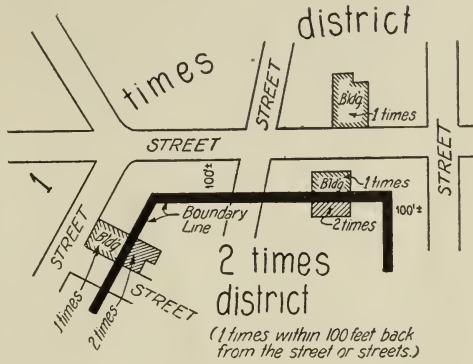 1 times district
Bldg.
1 times
STREET
STREET
STREET
100'±
Bldg.
1 times
2 times
100'±
Boundary
Line
STREET
Bldg.
1 times
2 times
STREET
2 times
district
(1 times within 100 feet back
from the street or streets.)